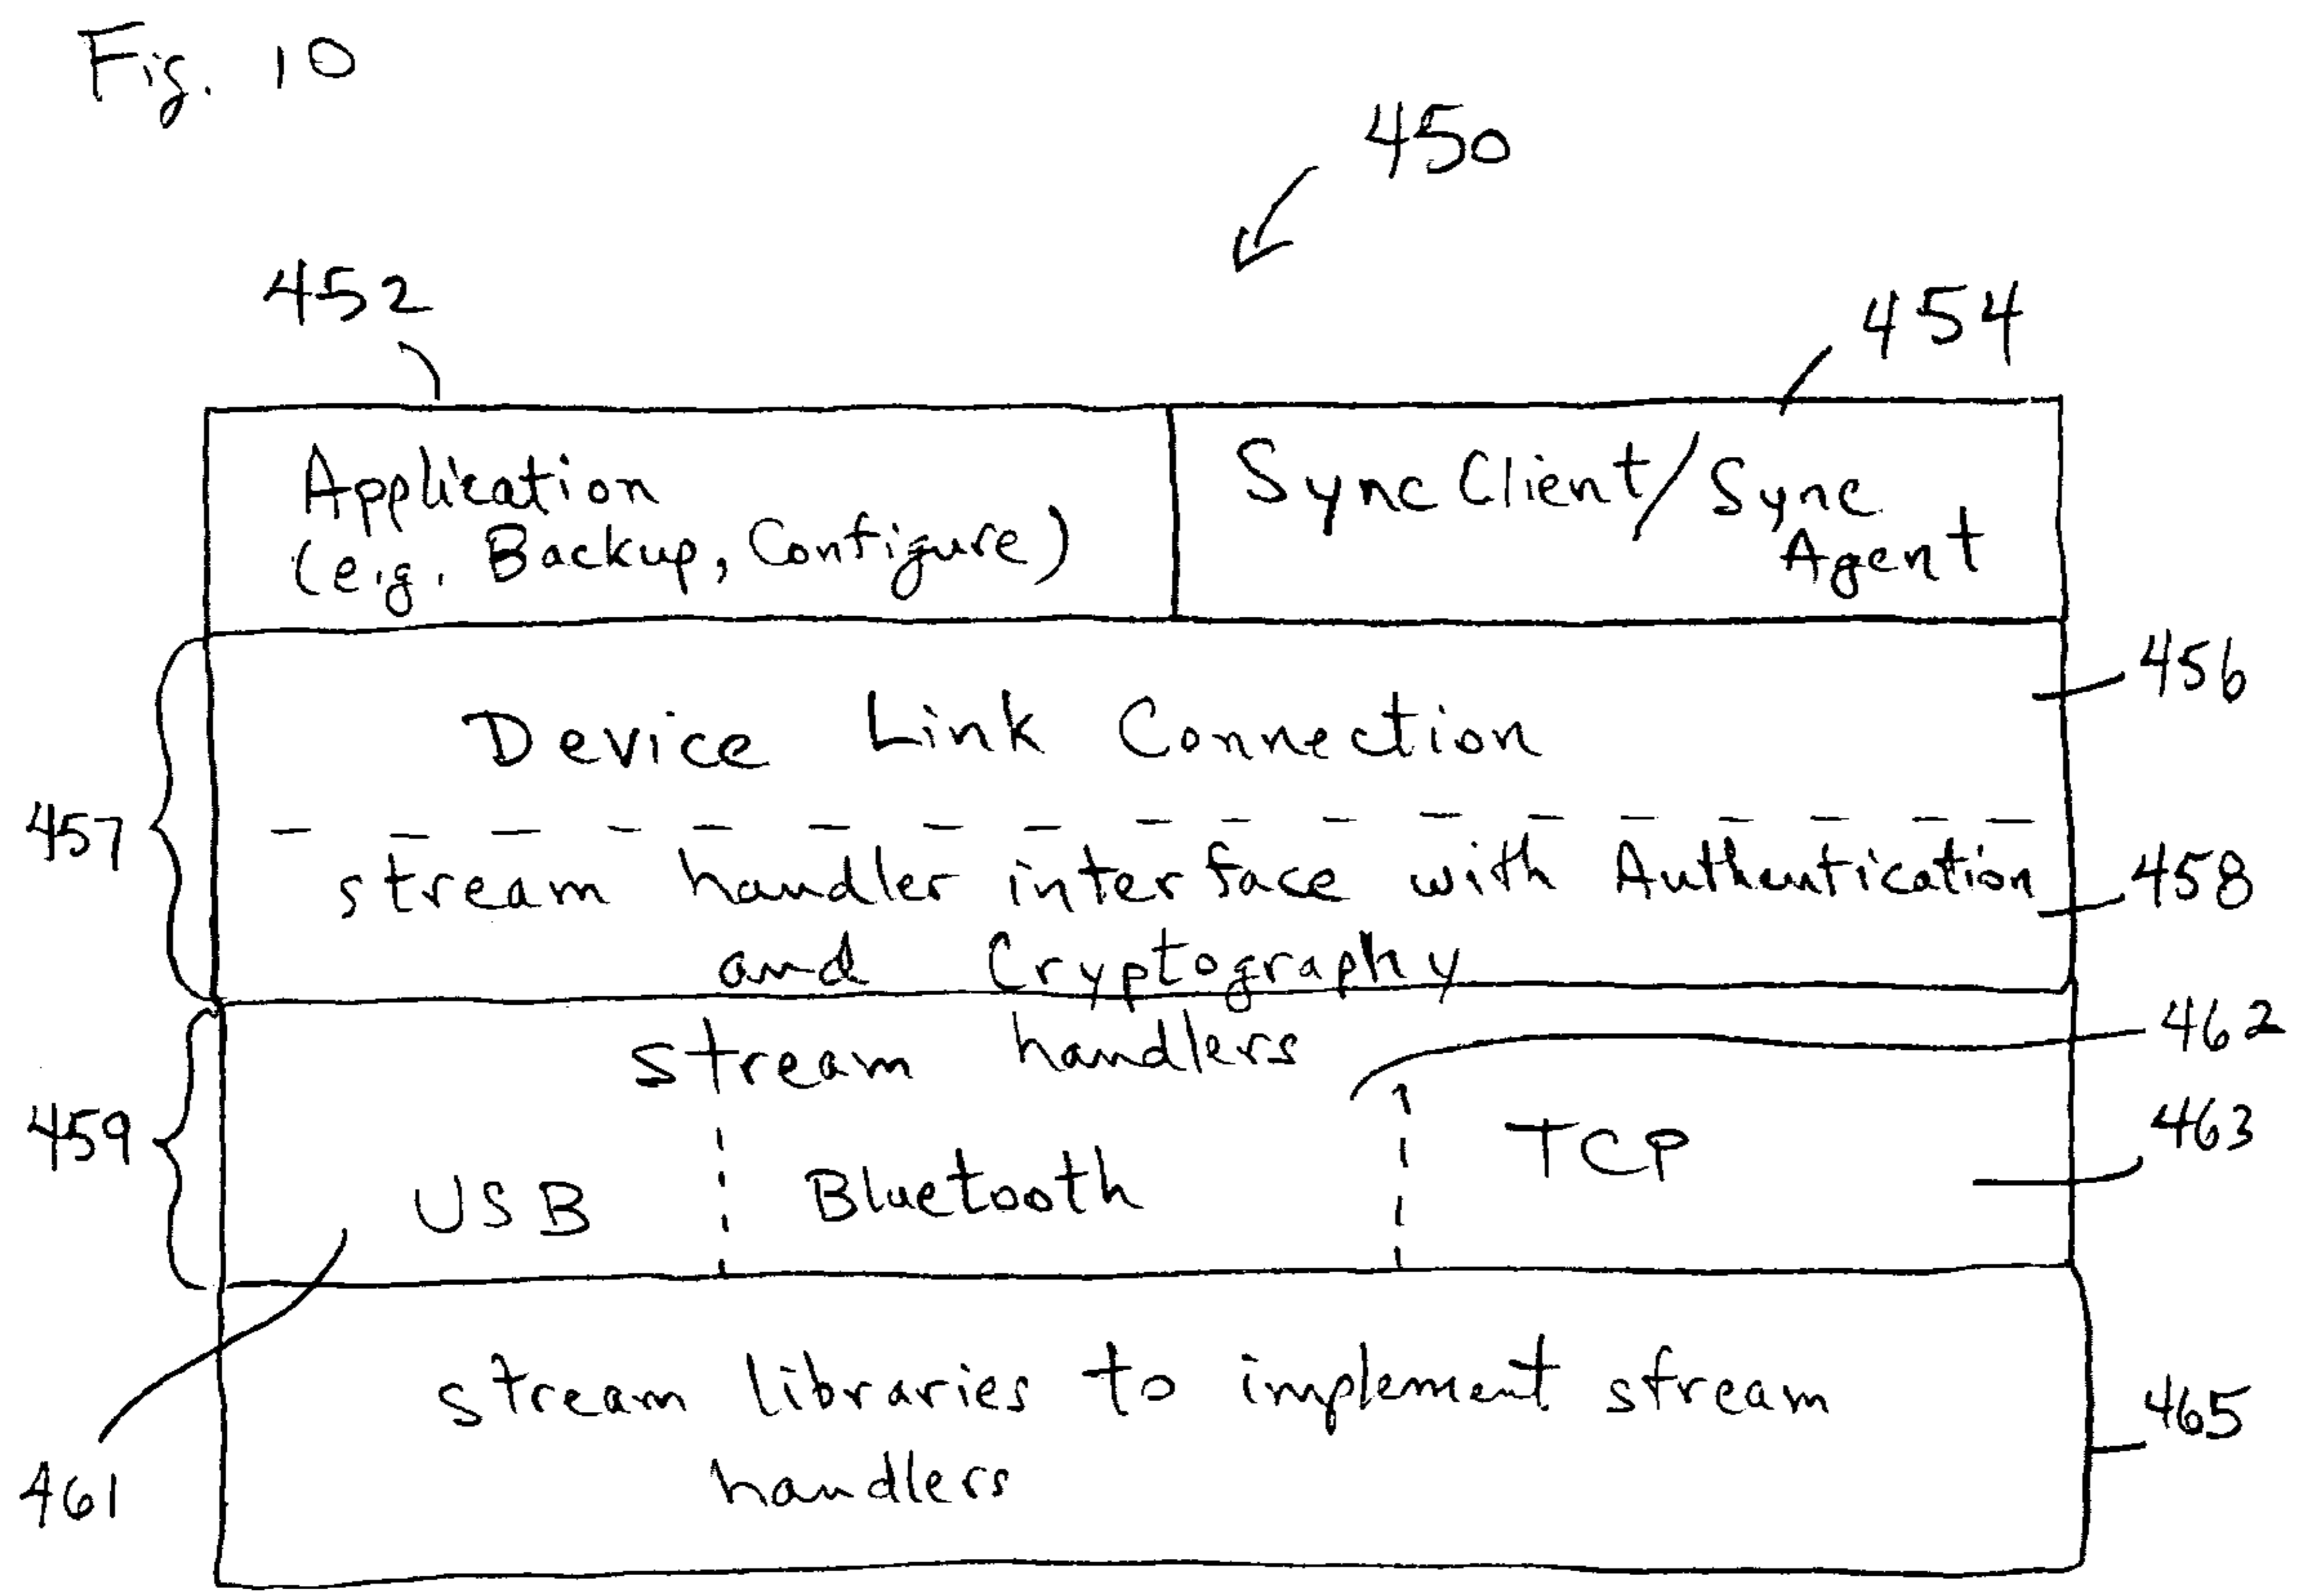 Fig. 10
450
452
454
Application
(e.g. Backup, Configure)
Sync Client/Sync
Agent
456
Device Link Connection
457
stream handler interface with Authentication
458
and Cryptography
stream handlers
462
459
463
TCP
USB
Bluetooth
stream libraries to implement stream
465
handlers
461